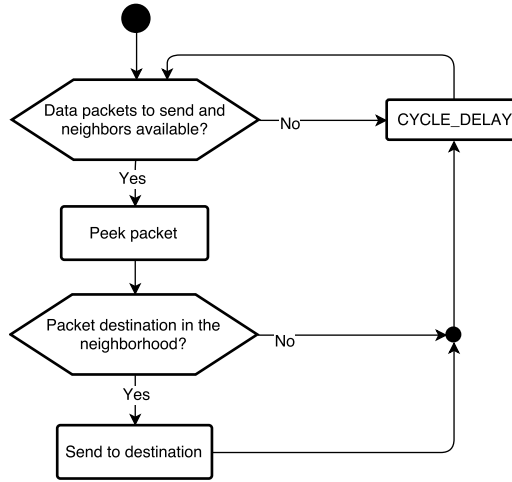 Data packets to send and
neighbors available?
No
CYCLE_DELAY
Yes
Peek packet
Packet destination in the
neighborhood?
No
Yes
Send to destination